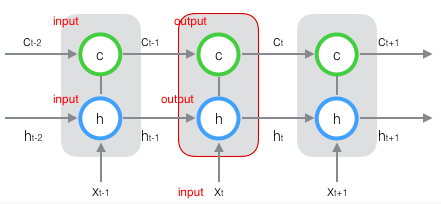 input output
Ct-2 Ct-1 Ct Ct+1
c c c
input output
h h h
ht-2 ht-1 ht ht+1
Xt-1 input Xt Xt+1